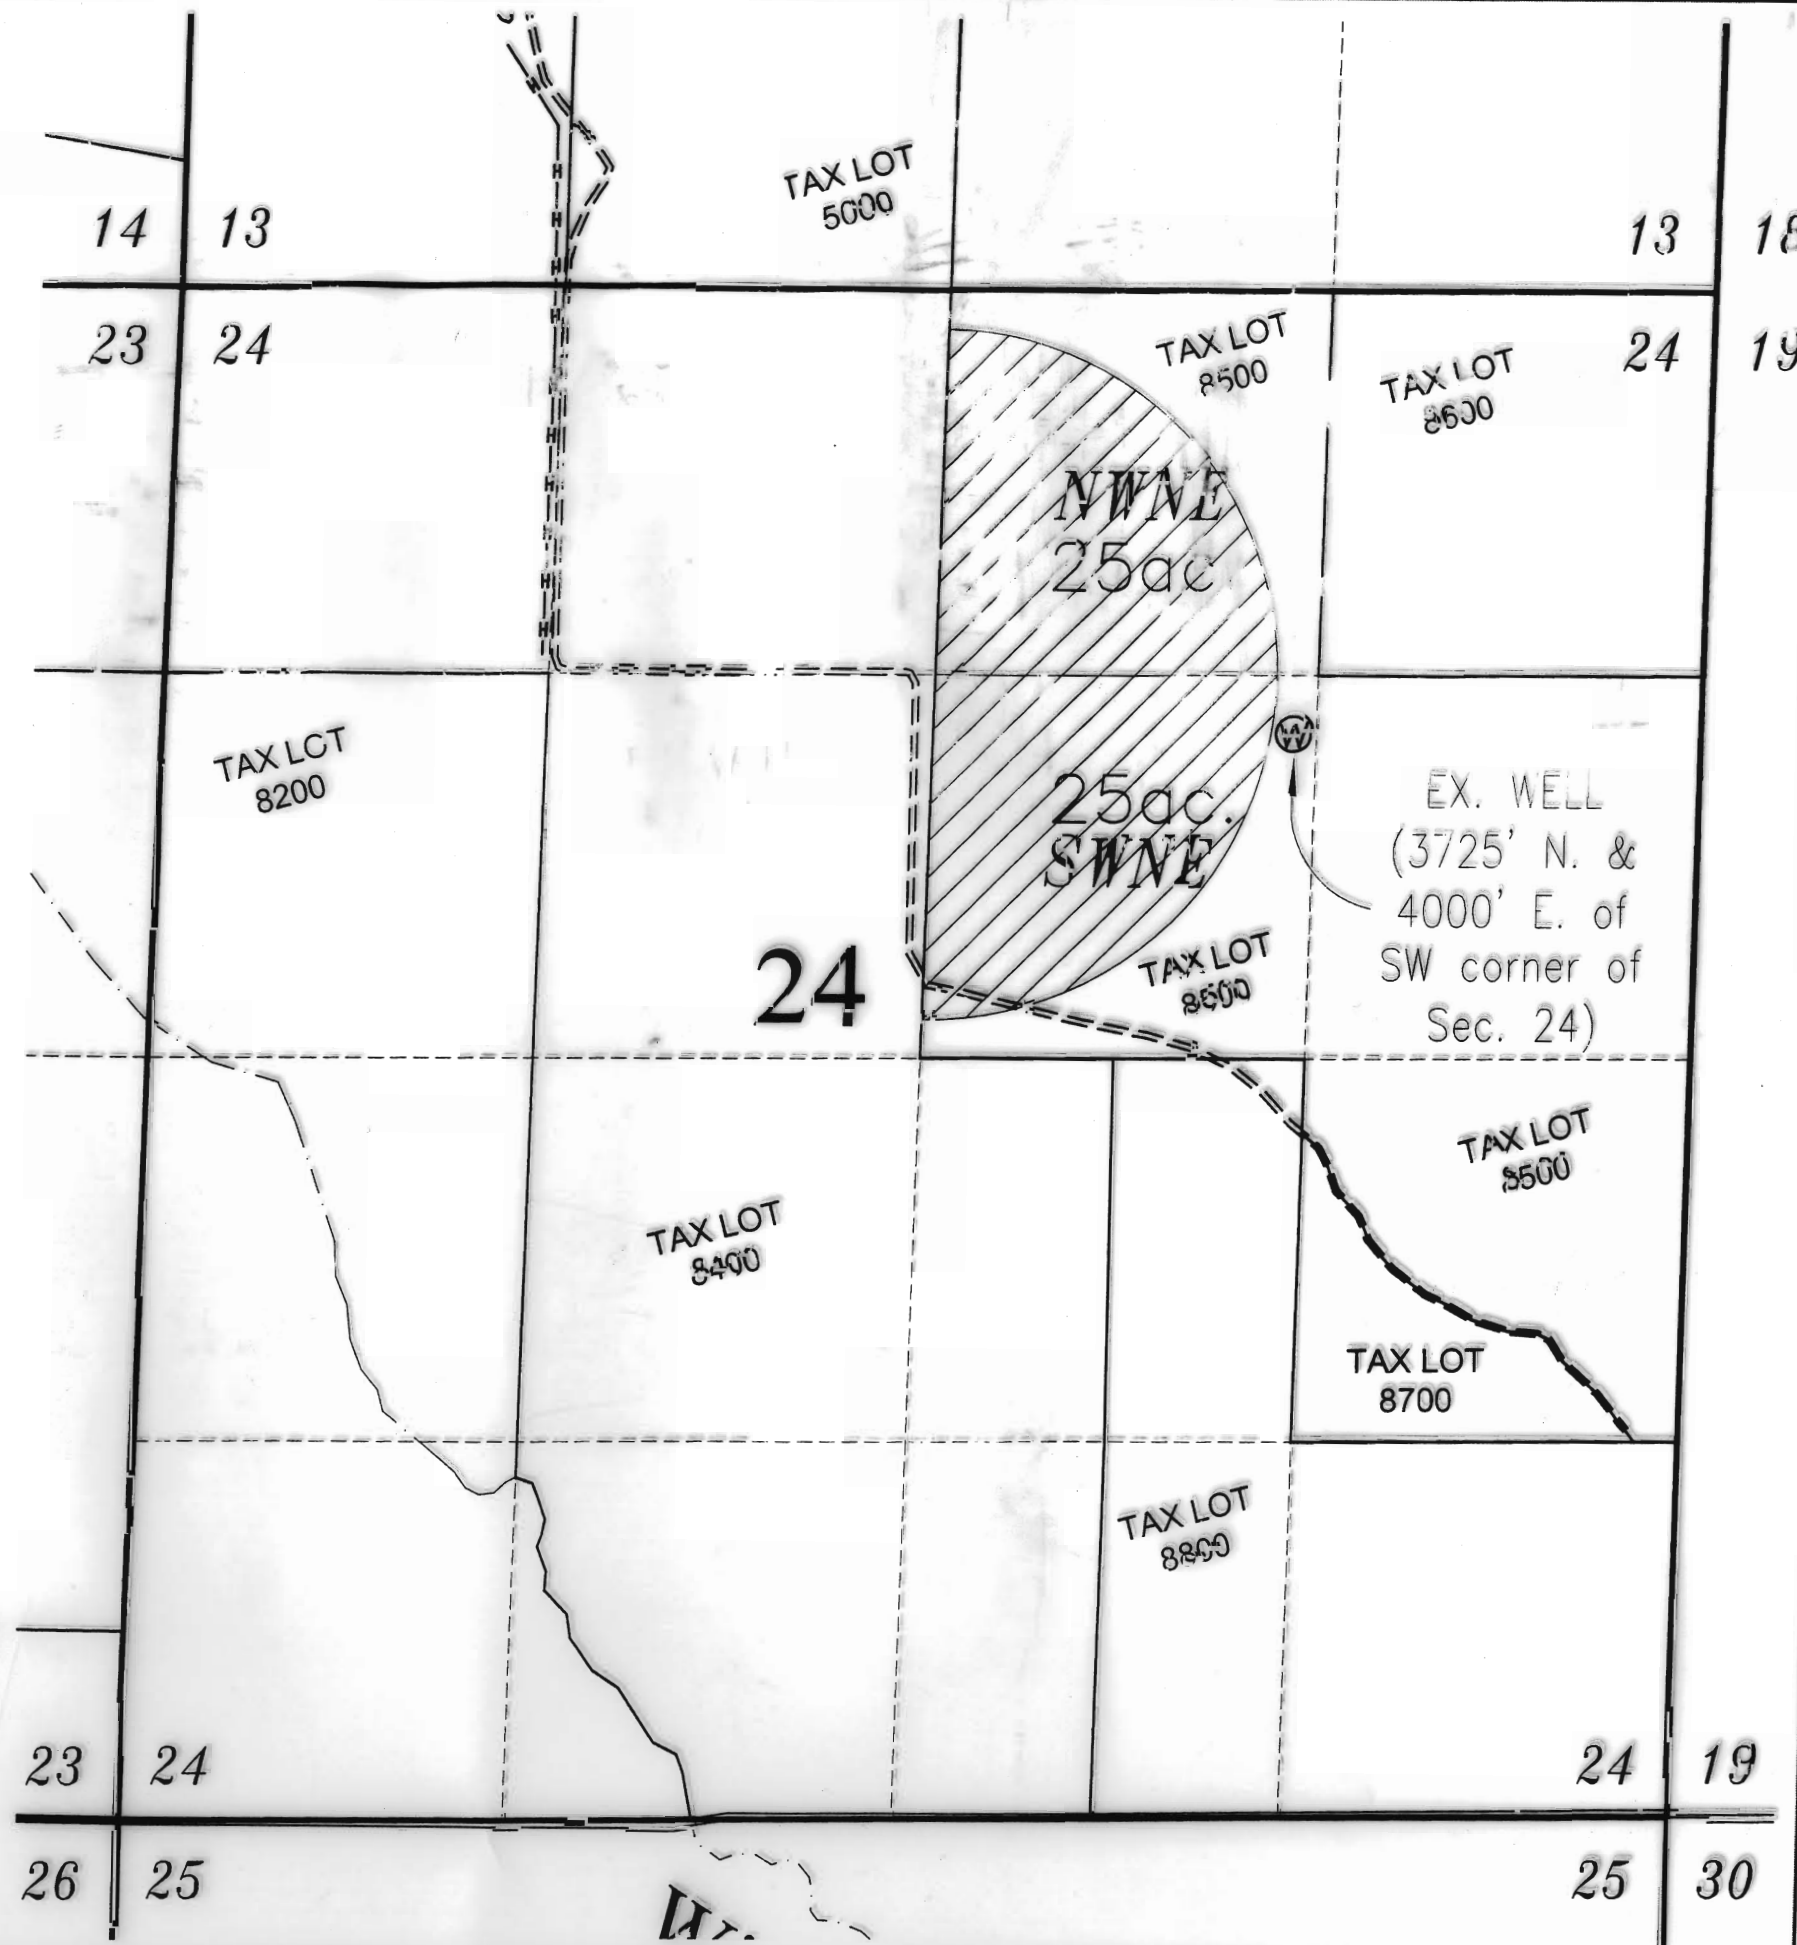 TAX LOT
5000
14 13
13 18
23 24
24 19
TAX LOT
8500
TAX LOT
8600
NWNE
25ac
TAX LOT
8200
25ac.
SWNE
W
EX. WELL
(3725' N. &
4000' E. of
SW corner of
Sec. 24)
24
TAX LOT
8500
TAX LOT
8500
TAX LOT
8400
TAX LOT
8700
TAX LOT
8800
23 24
24 19
26 25
25 30